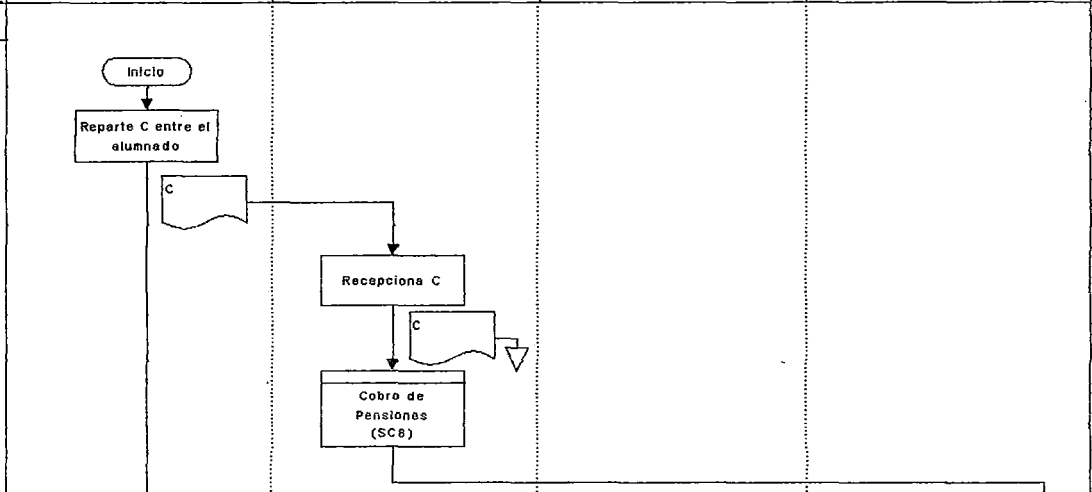 Inicio
Reparte C entre el
alumnado
C
Recepciona C
C
Cobro de
Pensiones
(SC8)